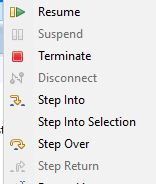 Resume
Suspend
Terminate
Disconnect
Step Into
Step Into Selection
Step Over
Step Return